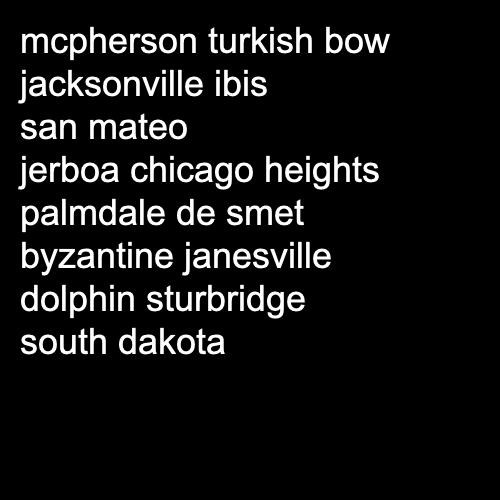 mcpherson turkish bow
jacksonville ibis
san mateo
jerboa chicago heights
palmdale de smet
byzantine janesville
dolphin sturbridge
south dakota